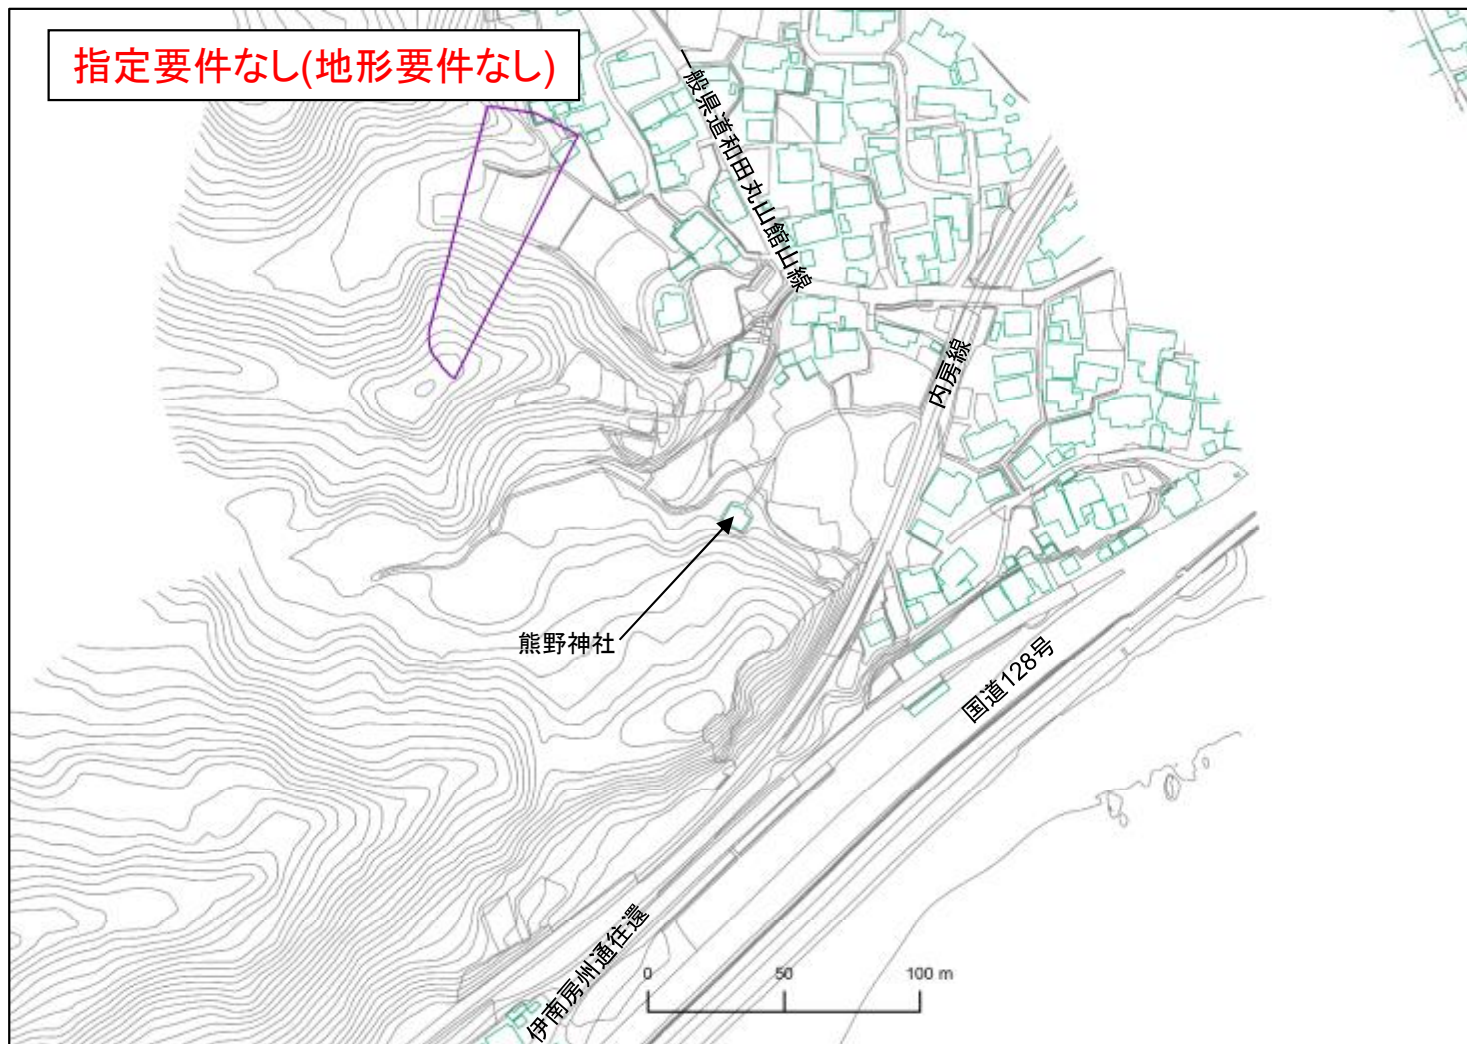 指定要件なし(地形要件なし)
一般県道和田丸山館山線
内房線
熊野神社
国道128号
伊南房州通往還
0 50 100 m